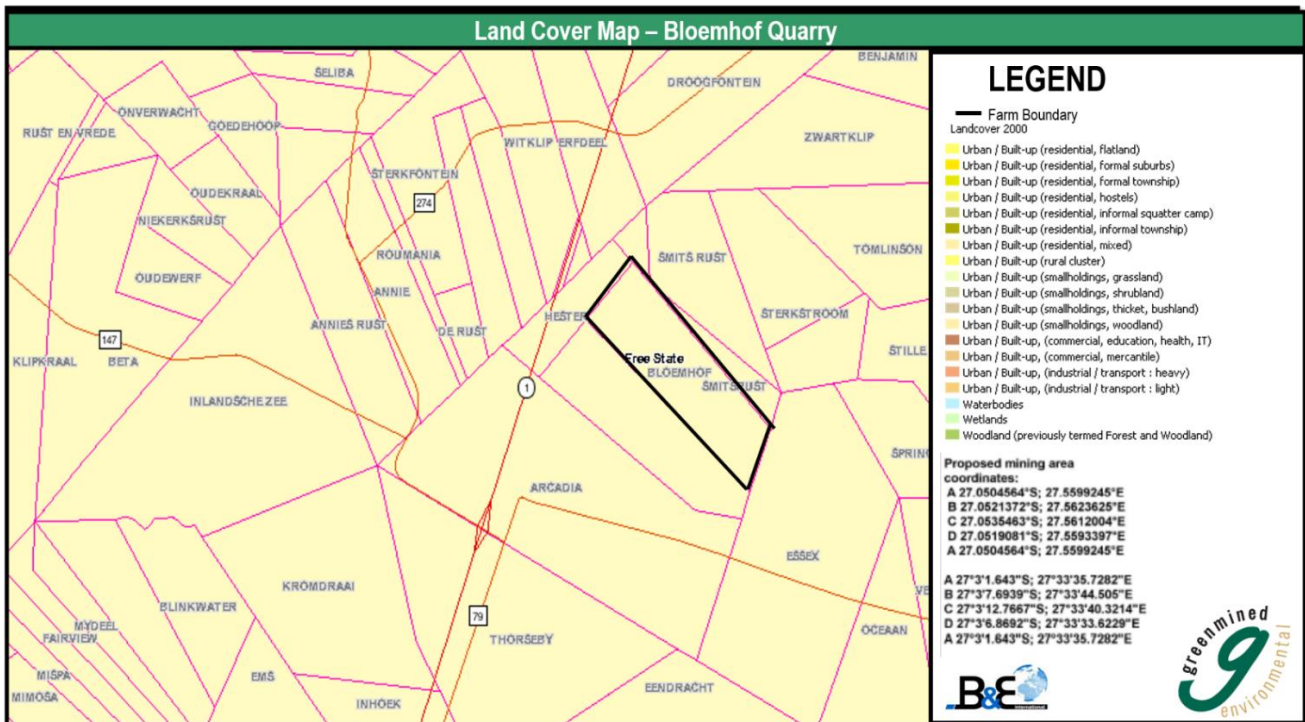 Land Cover Map – Bloemhof Quarry
BENJAMIN
SELIBA
DROOGFONTEIN
ONVERWACHT
RUST EN VREDE
GOEDEHOOP
WITKLIP ERFDEEL
ZWARTKLIP
STERKFONTEIN
OUDEKRAAL
274
NIEKERKSRUST
ROUMANIA
SMITS RUST
TOMLINSON
OUDEWERF
ANNIE
HESTER
STERKSTROOM
ANNIES RUST
DE RUST
147
STILLE
KLIPKRAAL
BETA
Free State
BLOEMHOF
SMITSRUST
1
INLANDSCHE ZEE
SPRING
ARCADIA
ESSEX
KROMDRAAI
VE
BLINKWATER
79
MYDEEL
FAIRVIEW
THORSEBY
OCEAAN
MISPA
EMS
EENDRACHT
MIMOSA
INHOEK
LEGEND
Farm Boundary
Landcover 2000
Urban / Built-up (residential, flatland)
Urban / Built-up (residential, formal suburbs)
Urban / Built-up (residential, formal township)
Urban / Built-up (residential, hostels)
Urban / Built-up (residential, informal squatter camp)
Urban / Built-up (residential, informal township)
Urban / Built-up (residential, mixed)
Urban / Built-up (rural cluster)
Urban / Built-up (smallholdings, grassland)
Urban / Built-up (smallholdings, shrubland)
Urban / Built-up (smallholdings, thicket, bushland)
Urban / Built-up (smallholdings, woodland)
Urban / Built-up, (commercial, education, health, IT)
Urban / Built-up, (commercial, mercantile)
Urban / Built-up, (industrial / transport : heavy)
Urban / Built-up, (industrial / transport : light)
Waterbodies
Wetlands
Woodland (previously termed Forest and Woodland)
Proposed mining area
coordinates:
A 27.0504564°S; 27.5599245°E
B 27.0521372°S; 27.5623625°E
C 27.0535463°S; 27.5612004°E
D 27.0519081°S; 27.5593397°E
A 27.0504564°S; 27.5599245°E
A 27°3'1.643"S; 27°33'35.7282"E
B 27°3'7.6939"S; 27°33'44.505"E
C 27°3'12.7667"S; 27°33'40.3214"E
D 27°3'6.8692"S; 27°33'33.6229"E
A 27°3'1.643"S; 27°33'35.7282"E
B&E
international
greenmined
g
environmental